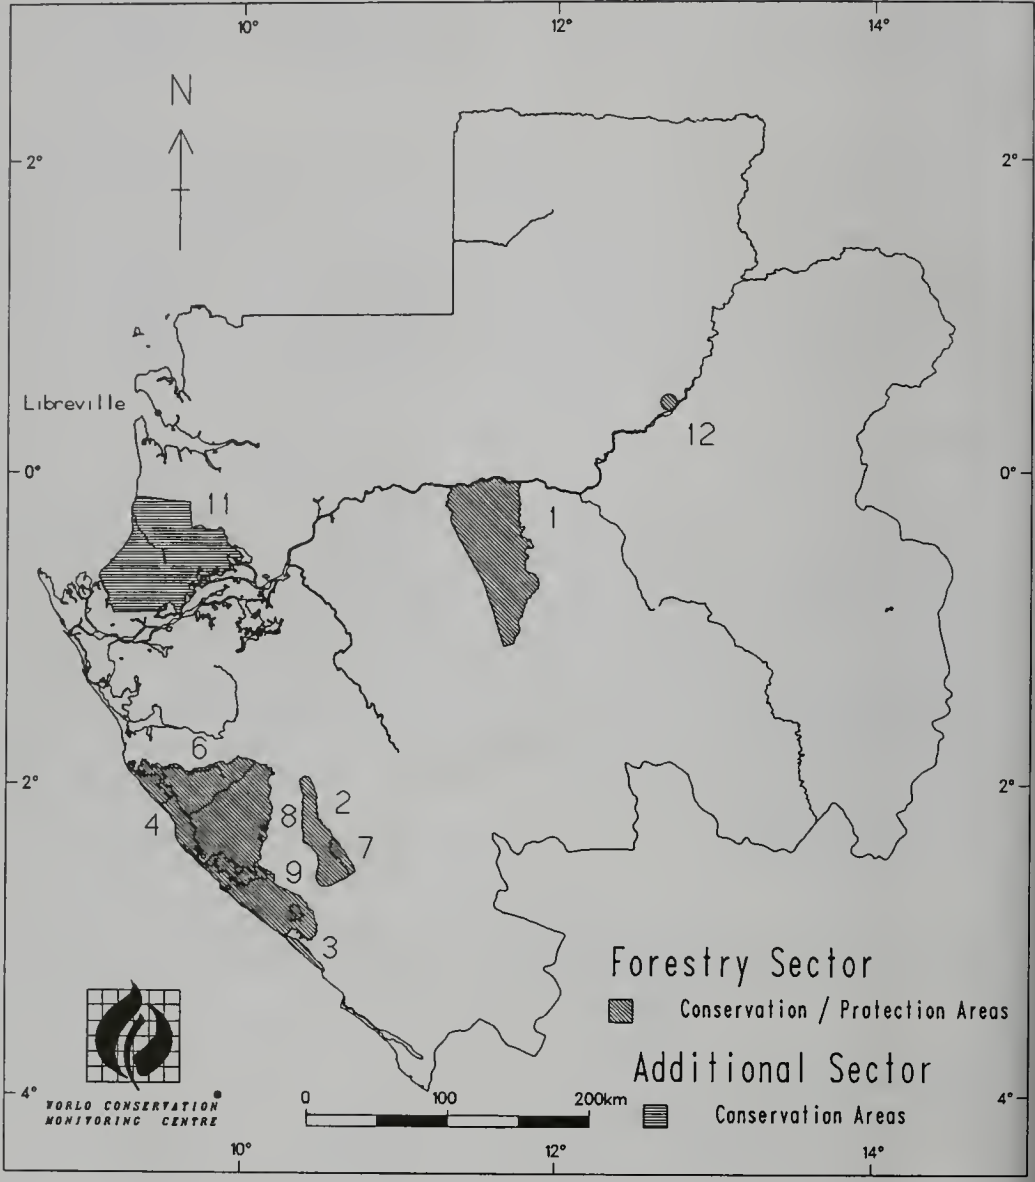 10° 12° 14°
N
2° 2°
Libreville
12
0° 0°
11
1
6
2° 2°
2
8
4
7
9
3
Forestry Sector
Conservation / Protection Areas
Additional Sector
Conservation Areas
WORLD CONSERVATION
MONITORING CENTRE
4° 4°
0 100 200km
10° 12° 14°